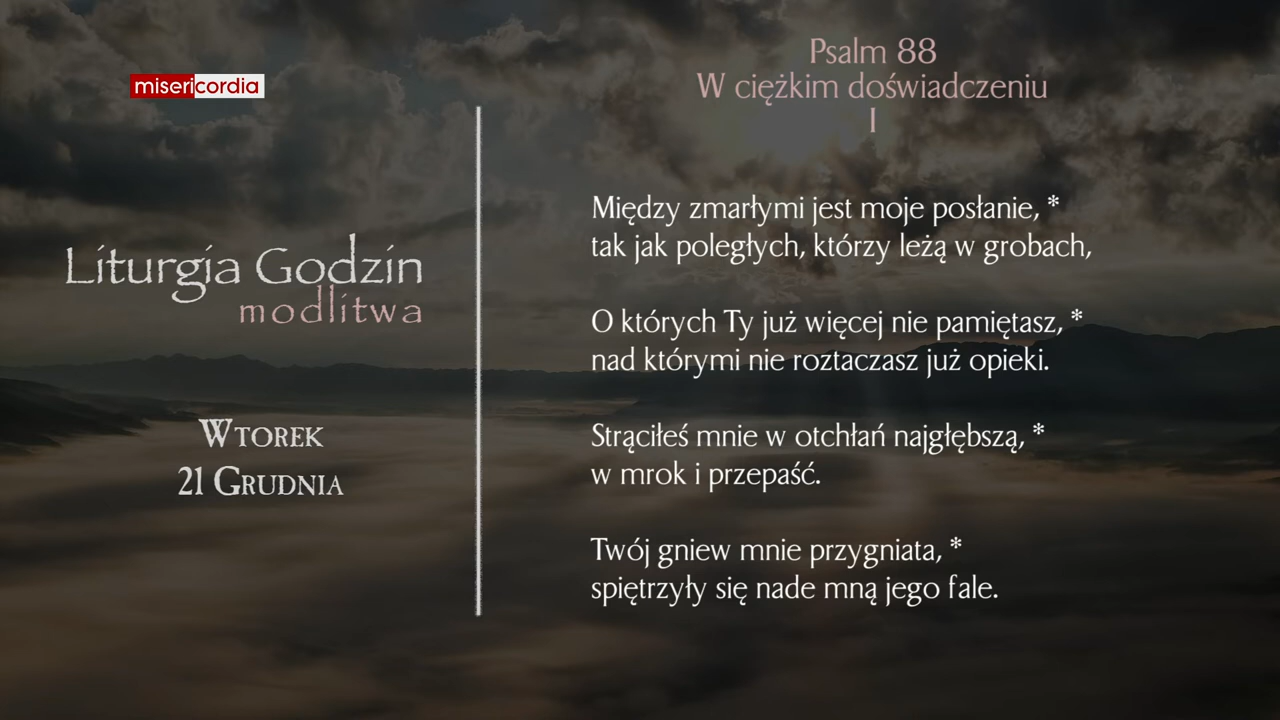 misericordia
Liturgia Godzin
modlitwa
Wtorek
21 Grudnia
Psalm 88
W ciężkim doświadczeniu
I
Między zmarłymi jest moje posłanie, *
tak jak poległych, którzy leżą w grobach,
O których Ty już więcej nie pamiętasz, *
nad którymi nie roztaczasz już opieki.
Strąciłeś mnie w otchłań najgłębszą, *
w mrok i przepaść.
Twój gniew mnie przygniata, *
spiętrzyły się nade mną jego fale.